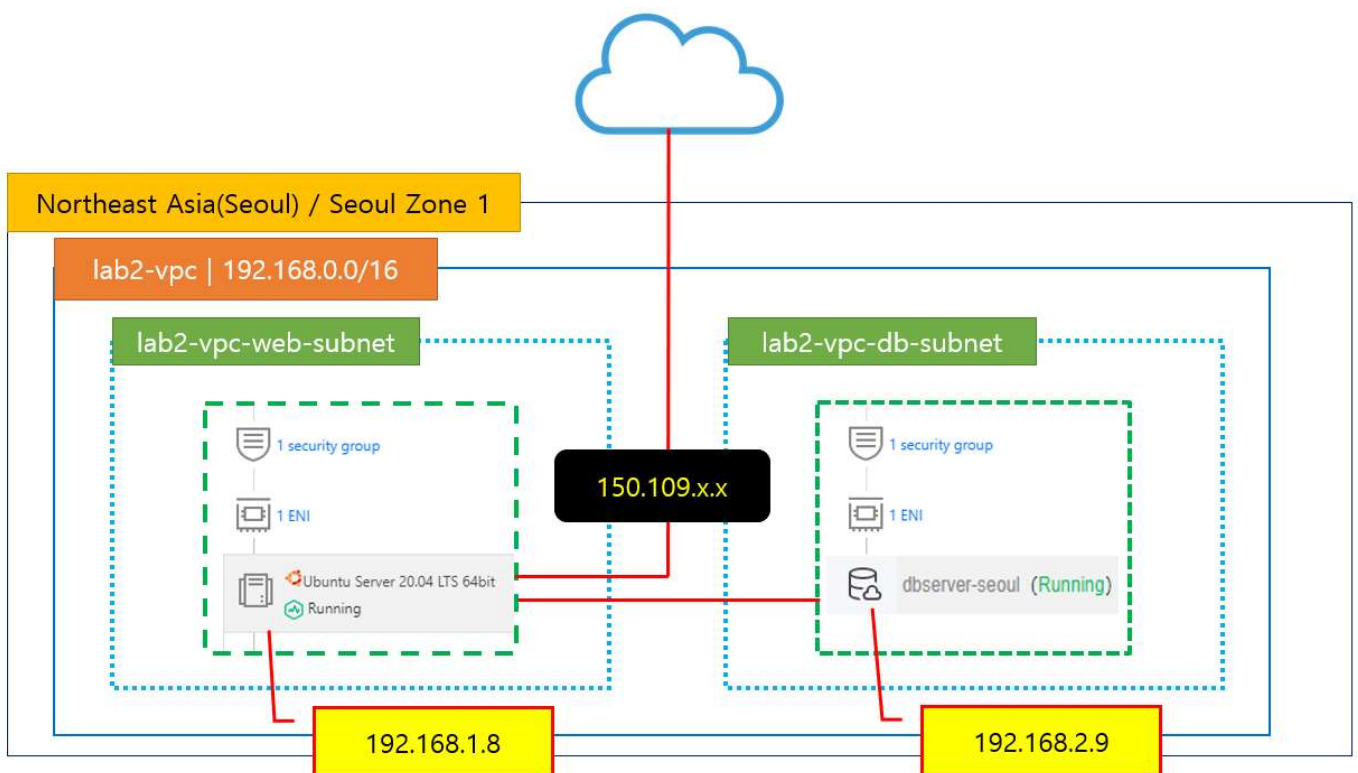 Northeast Asia(Seoul) / Seoul Zone 1
lab2-vpc | 192.168.0.0/16
lab2-vpc-web-subnet
lab2-vpc-db-subnet
1 security group
1 security group
1 ENI
1 ENI
150.109.x.x
Ubuntu Server 20.04 LTS 64bit
Running
dbserver-seoul (Running)
192.168.1.8
192.168.2.9